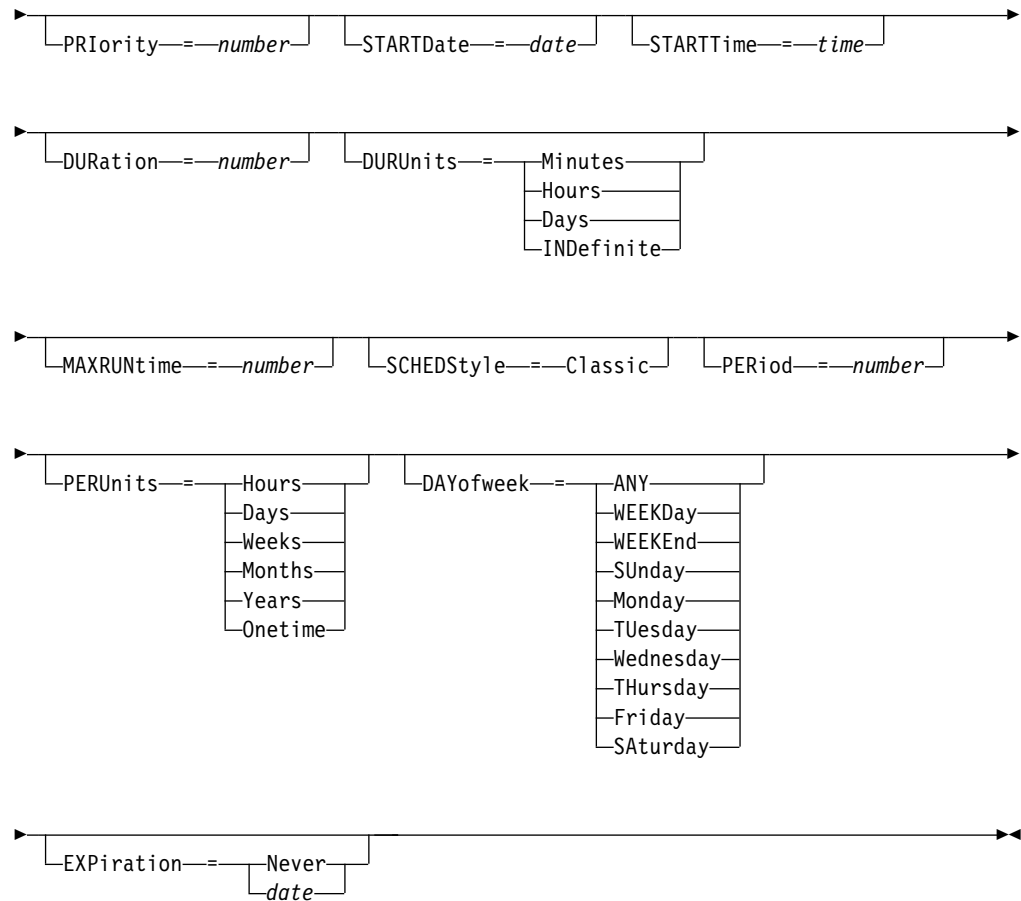 PRIority = number STARTDate = date STARTTime = time
DURation = number DURUnits = Minutes
Hours
Days
INDefinite
MAXRUNtime = number SCHEDStyle = Classic PERiod = number
PERUnits = Hours
Days
Weeks
Months
Years
Onetime
DAYofweek = ANY
WEEKDay
WEEKEnd
SUnday
Monday
TUesday
Wednesday
THursday
Friday
SAturday
EXPiration = Never
date